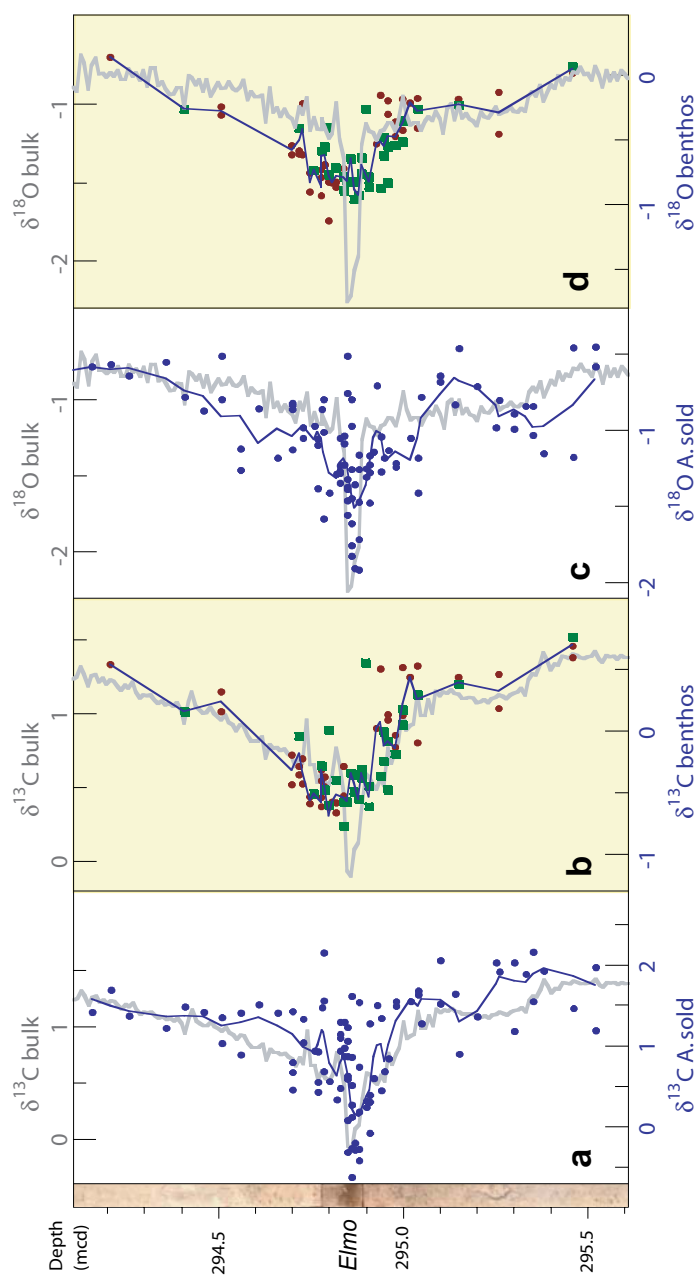 Depth
(mcd)
294.5
Elmo
295.0
295.5
δ13C bulk
0
1
a
0
1
2
δ13C A.sold
δ13C bulk
0
1
b
-1
0
δ13C benthos
δ18O bulk
-2
-1
c
-2
-1
δ18O A.sold
δ18O bulk
-2
-1
d
-1
0
δ18O benthos